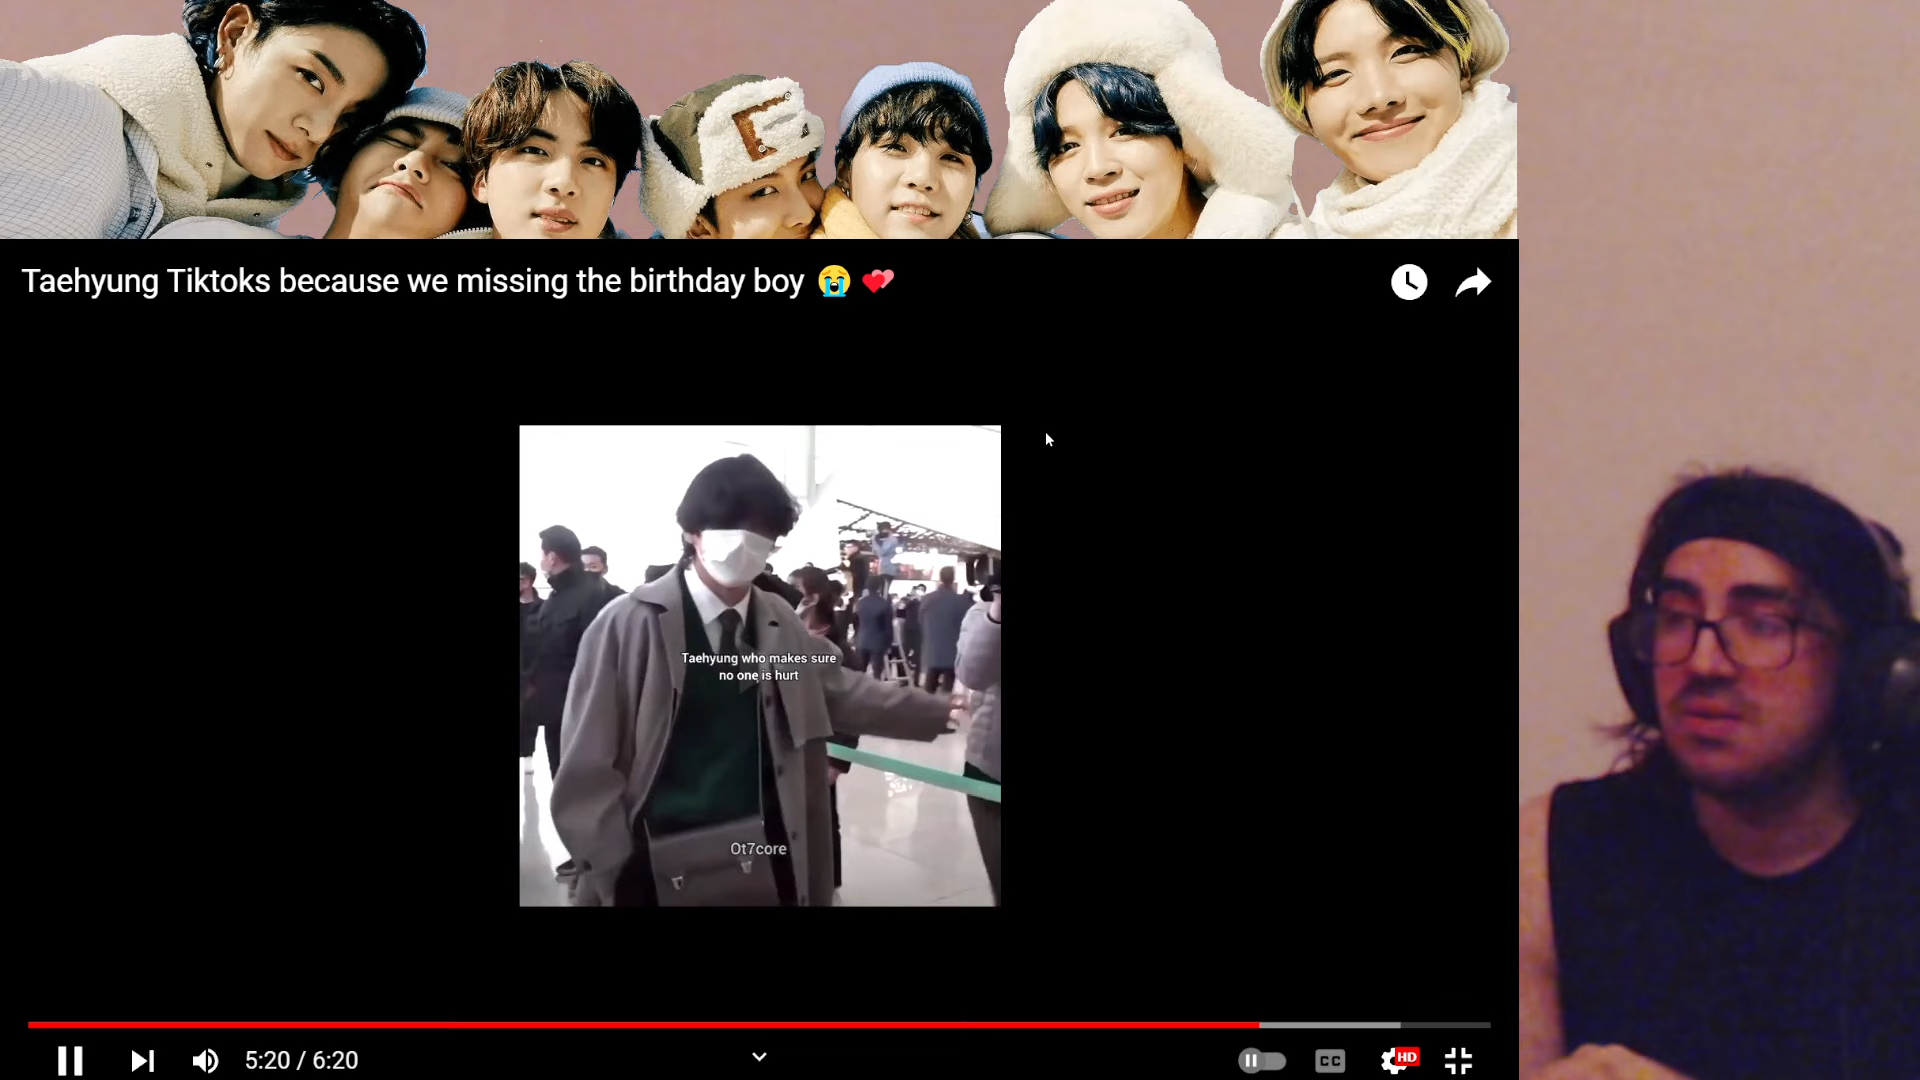 Taehyung Tiktoks because we missing the birthday boy 😭 💕
Taehyung who makes sure
no one is hurt
Ot7core
5:20 / 6:20
CC
HD